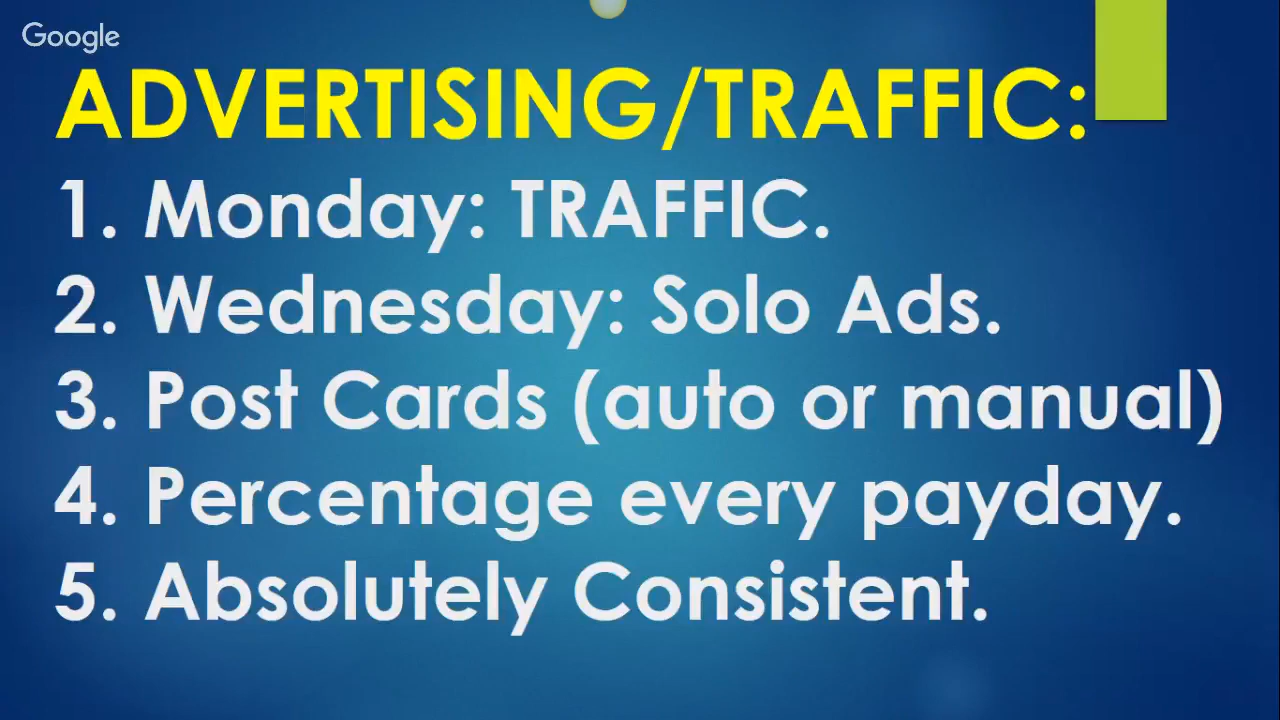 Google
ADVERTISING/TRAFFIC:
1. Monday: TRAFFIC.
2. Wednesday: Solo Ads.
3. Post Cards (auto or manual)
4. Percentage every payday.
5. Absolutely Consistent.